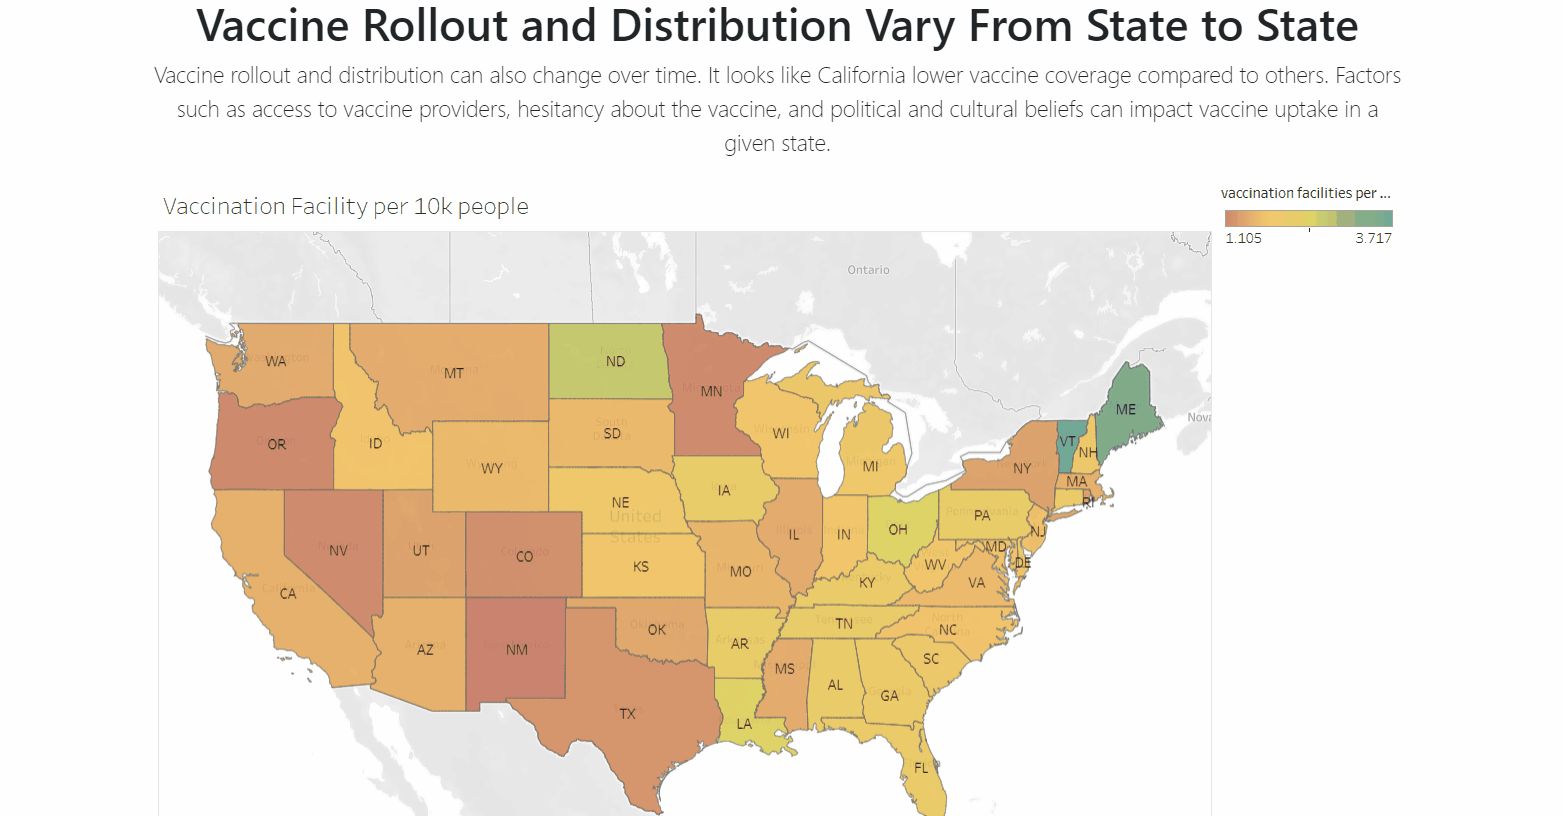 Vaccine Rollout and Distribution Vary From State to State
Vaccine rollout and distribution can also change over time. It looks like California lower vaccine coverage compared to others. Factors
such as access to vaccine providers, hesitancy about the vaccine, and political and cultural beliefs can impact vaccine uptake in a
given state.
vaccination facilities per ...
1.105 3.717
Vaccination Facility per 10k people
Ontario
WA
MT
ND
MN
ME
Nova
OR
ID
SD
WI
VT
NH
WY
MI
NY
MA
NE
IA
RI
United
States
PA
OH
NJ
NV
UT
CO
KS
MO
IL
IN
MD
DE
WV
VA
CA
KY
AZ
NM
OK
AR
TN
NC
SC
MS
AL
GA
TX
LA
FL